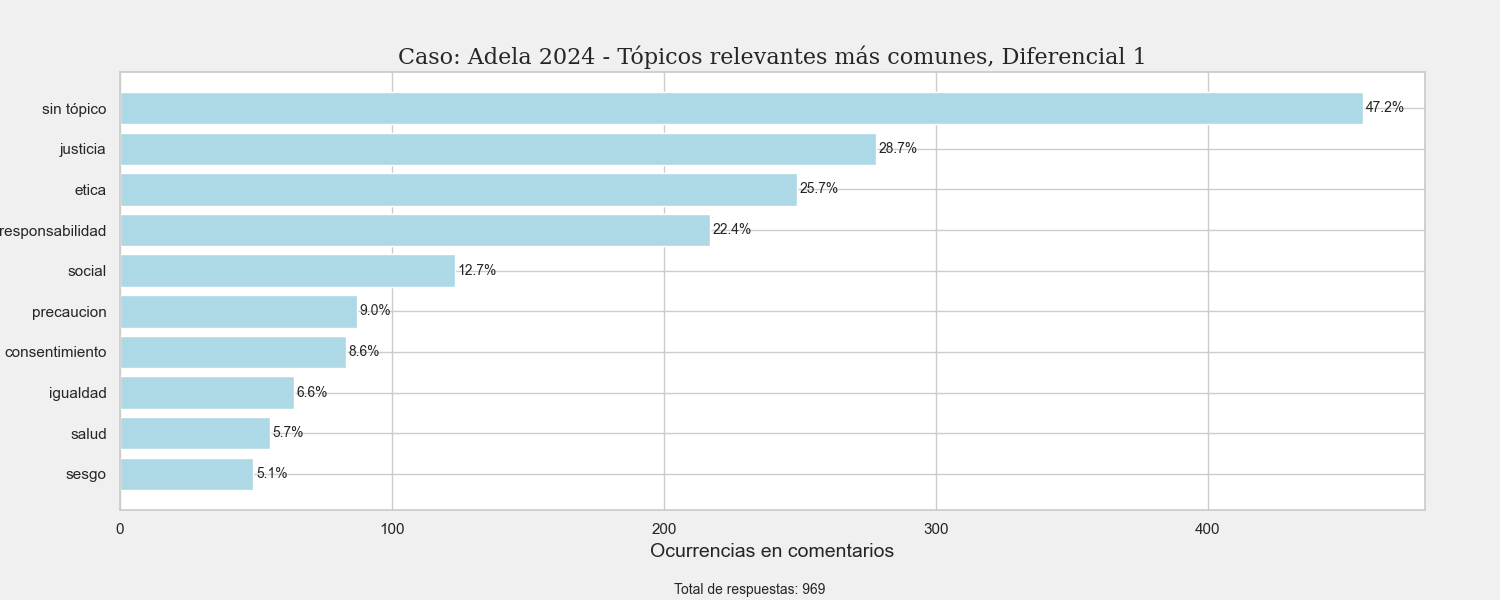 Caso: Adela 2024 - Tópicos relevantes más comunes, Diferencial 1
sin tópico 47.2%
justicia 28.7%
etica 25.7%
responsabilidad 22.4%
social 12.7%
precaucion 9.0%
consentimiento 8.6%
igualdad 6.6%
salud 5.7%
sesgo 5.1%
0 100 200 300 400
Ocurrencias en comentarios
Total de respuestas: 969